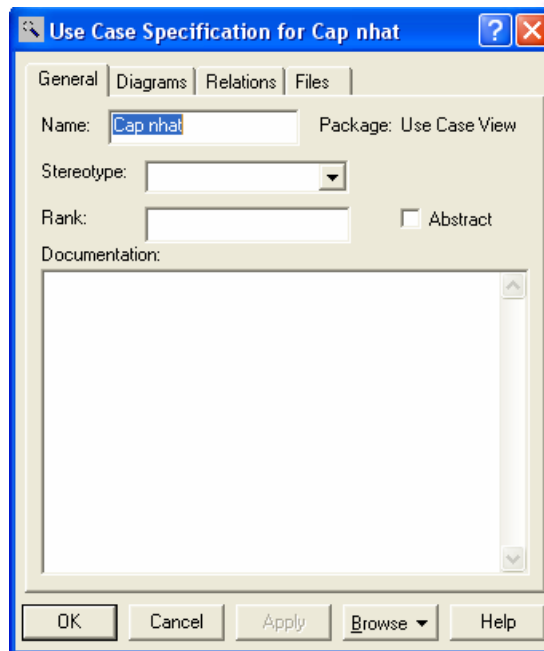 Use Case Specification for Cap nhat
General Diagrams Relations Files
Name: Cap nhat Package: Use Case View
Stereotype:
Rank: Abstract
Documentation:
OK Cancel Apply Browse Help